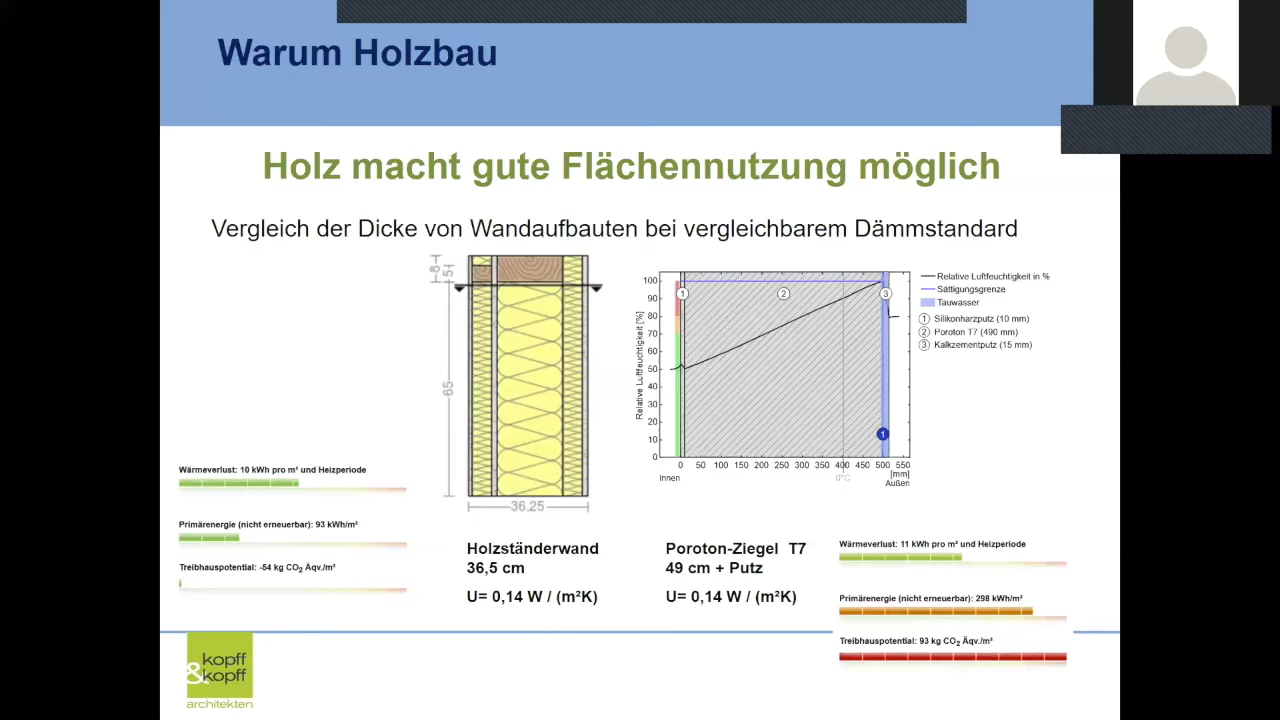 Warum Holzbau
Holz macht gute Flächennutzung möglich
Vergleich der Dicke von Wandaufbauten bei vergleichbarem Dämmstandard
8
5
65
36,25
Relative Luftfeuchtigkeit [%]
100
90
80
70
60
50
40
30
20
10
0
1
2
3
1
0 50 100 150 200 250 300 350 400 450 500 550
[mm]
Innen
0°C
Außen
Relative Luftfeuchtigkeit in %
Sättigungsgrenze
Tauwasser
1 Silikonharzputz (10 mm)
2 Poroton T7 (490 mm)
3 Kalkzementputz (15 mm)
Wärmeverlust: 10 kWh pro m² und Heizperiode
Primärenergie (nicht erneuerbar): 93 kWh/m²
Treibhauspotential: -54 kg CO₂ Äqv./m²
Holzständerwand
36,5 cm
U= 0,14 W / (m²K)
Poroton-Ziegel T7
49 cm + Putz
U= 0,14 W / (m²K)
Wärmeverlust: 11 kWh pro m² und Heizperiode
Primärenergie (nicht erneuerbar): 298 kWh/m²
Treibhauspotential: 93 kg CO₂ Äqv./m²
kopff
&kopff
architekten